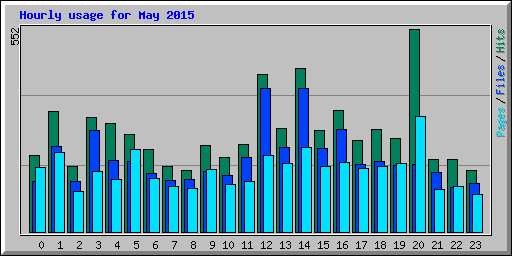 Hourly usage for May 2015
552
Pages/Files/Hits
0 1 2 3 4 5 6 7 8 9 10 11 12 13 14 15 16 17 18 19 20 21 22 23